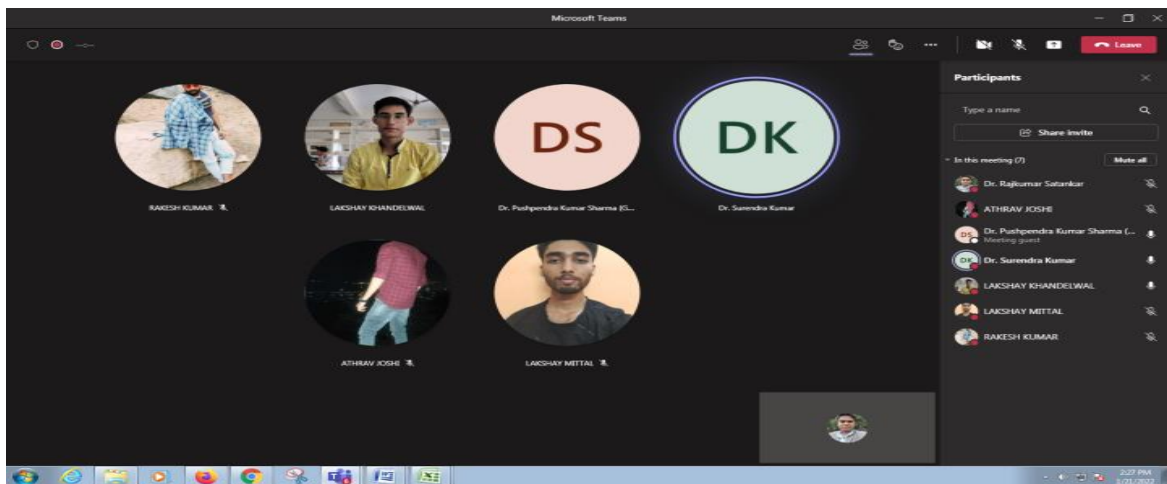 Microsoft Teams
Leave
Participants
Type a name
Share invite
In this meeting (7)
Mute all
Dr. Rajkumar Satankar
ATHRAV JOSHI
DS
Dr. Pushpendra Kumar Sharma (...
Meeting guest
DK
Dr. Surendra Kumar
LAKSHAY KHANDELWAL
LAKSHAY MITTAL
RAKESH KUMAR
DS
DK
RAKESH KUMAR
LAKSHAY KHANDELWAL
Dr. Pushpendra Kumar Sharma (G...
Dr. Surendra Kumar
ATHRAV JOSHI
LAKSHAY MITTAL
2:27 PM